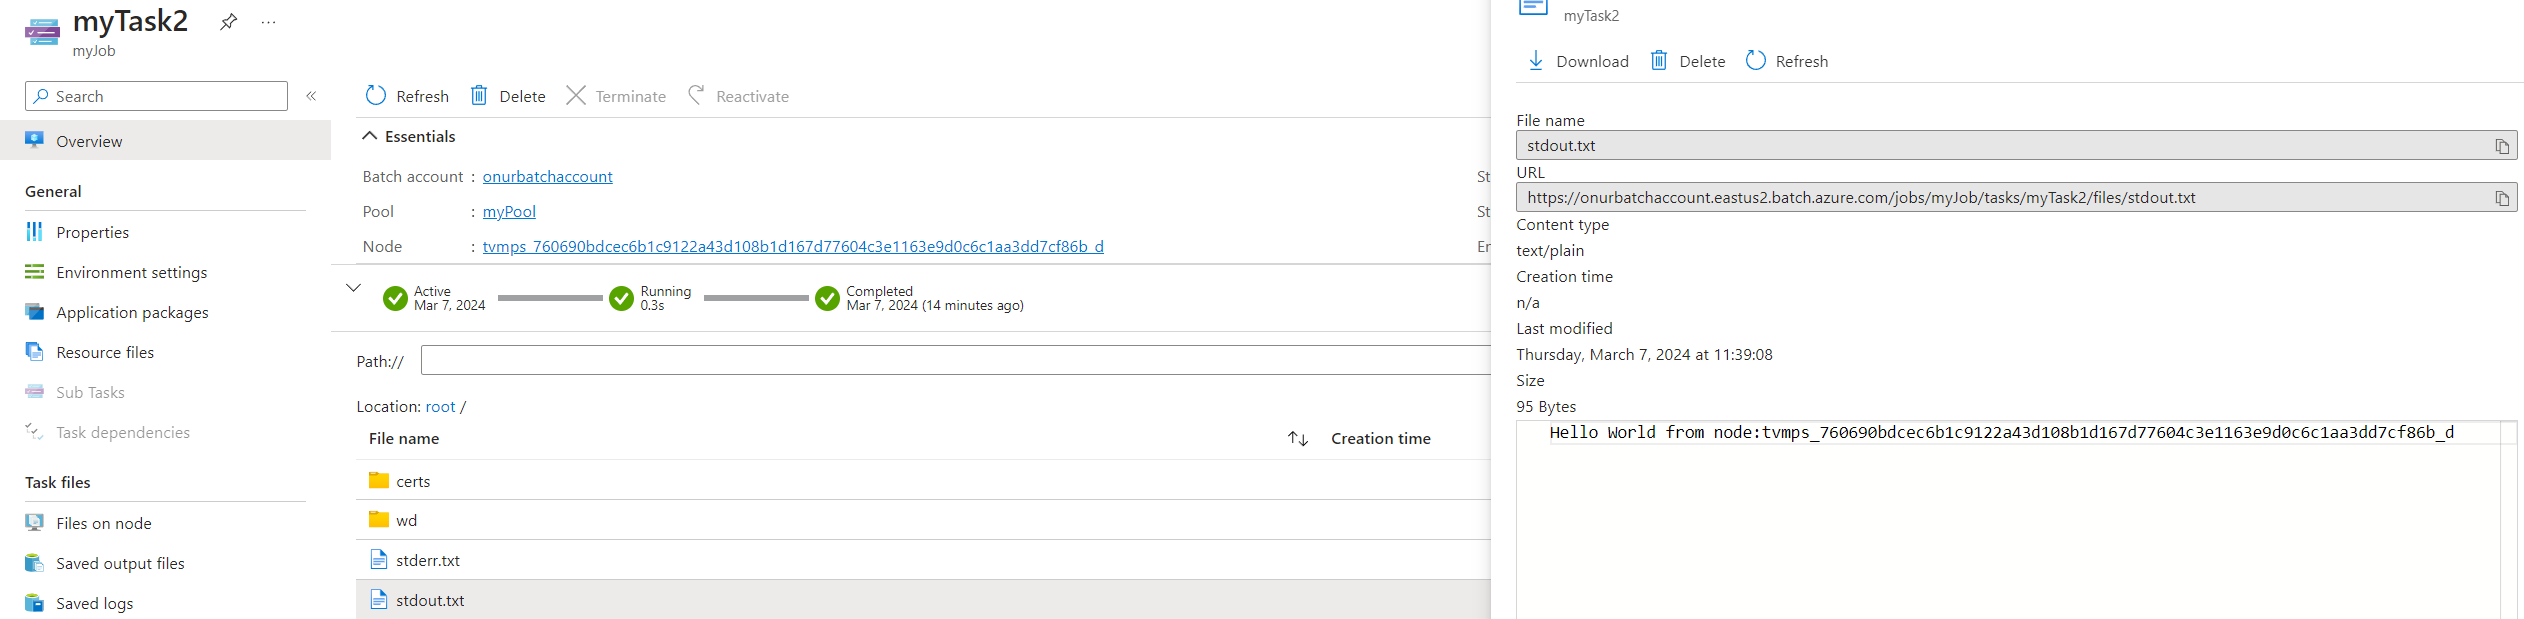 myTask2
myJob
Search
Overview
General
Properties
Environment settings
Application packages
Resource files
Sub Tasks
Task dependencies
Task files
Files on node
Saved output files
Saved logs
Refresh Delete Terminate Reactivate
Essentials
Batch account : onurbatchaccount
St
Pool : myPool
St
Node : tvmps_760690bdcec6b1c9122a43d108b1d167d77604c3e1163e9d0c6c1aa3dd7cf86b_d
Er
Active
Mar 7, 2024
Running
0.3s
Completed
Mar 7, 2024 (14 minutes ago)
Path://
Location: root /
File name Creation time
certs
wd
stderr.txt
stdout.txt
myTask2
Download Delete Refresh
File name
stdout.txt
URL
https://onurbatchaccount.eastus2.batch.azure.com/jobs/myJob/tasks/myTask2/files/stdout.txt
Content type
text/plain
Creation time
n/a
Last modified
Thursday, March 7, 2024 at 11:39:08
Size
95 Bytes
Hello World from node:tvmps_760690bdcec6b1c9122a43d108b1d167d77604c3e1163e9d0c6c1aa3dd7cf86b_d